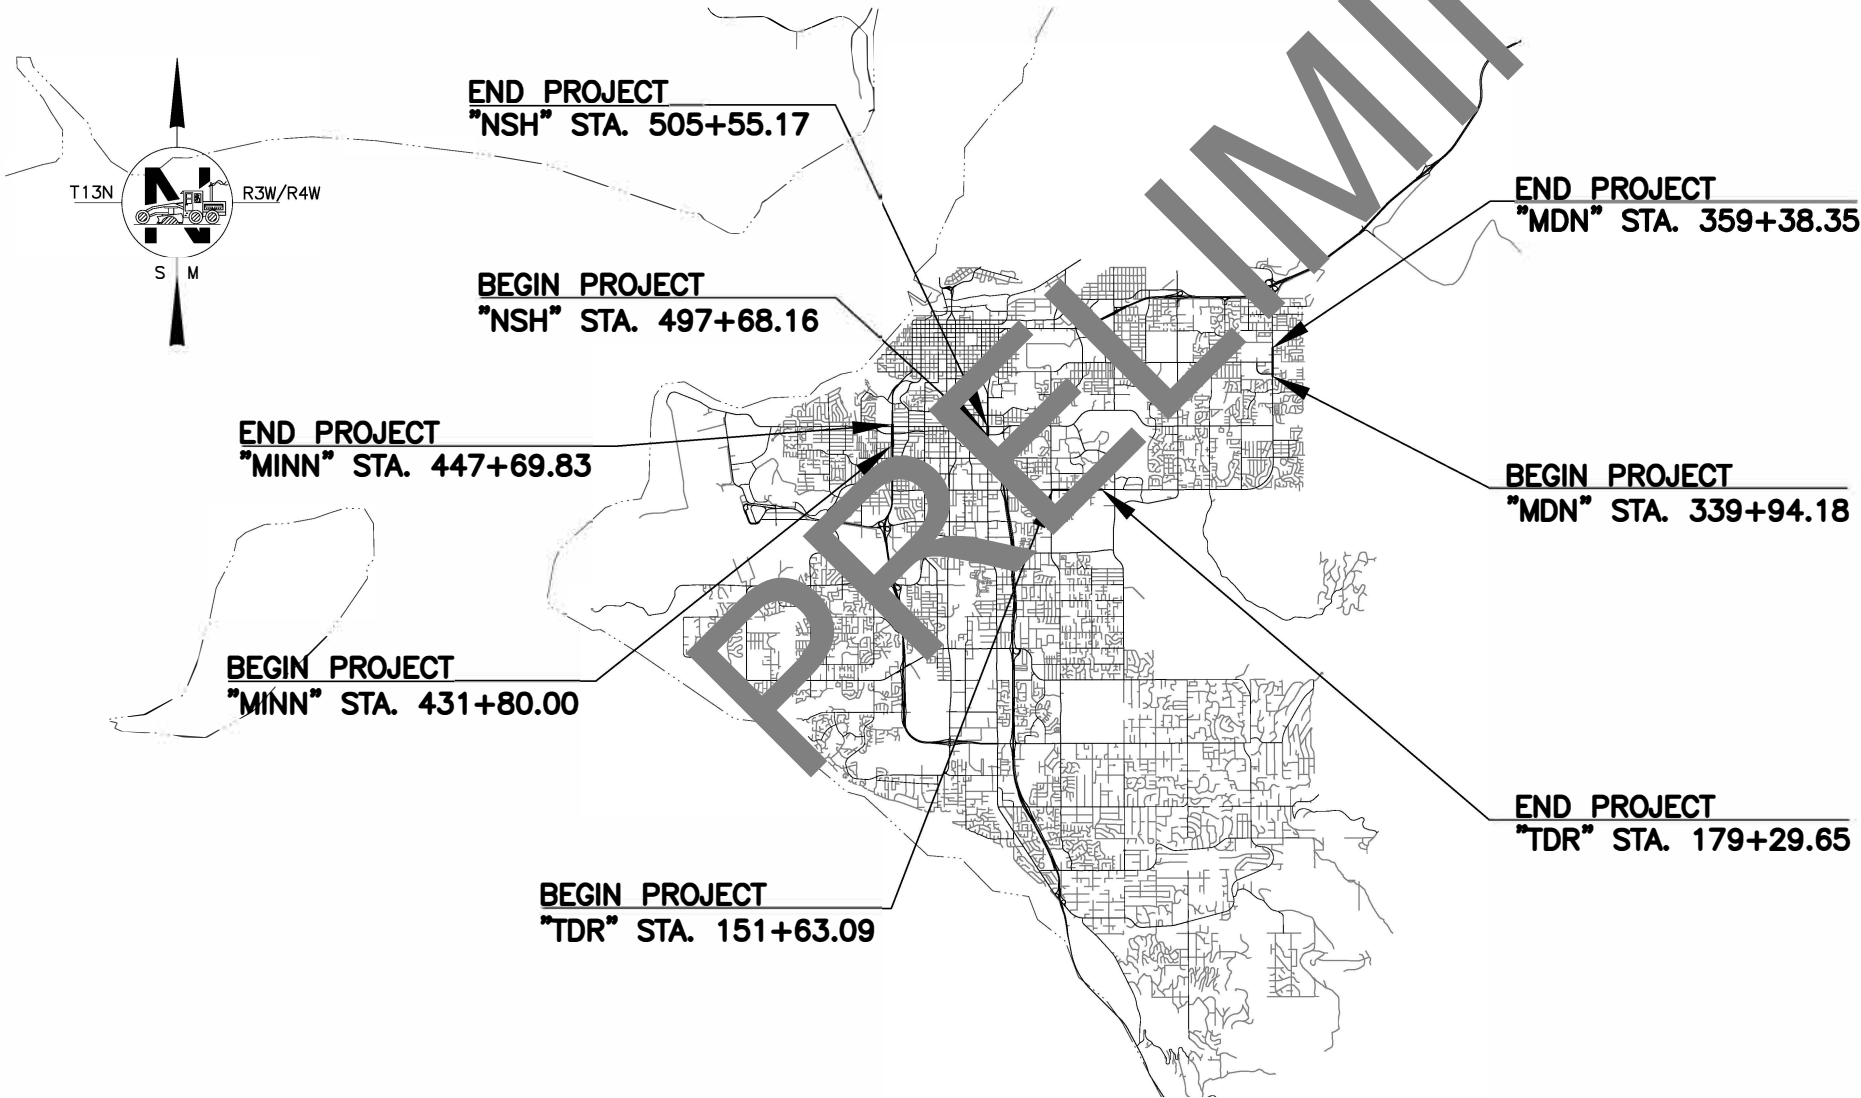 END PROJECT
"NSH" STA. 505+55.17
T13N
R3W/R4W
N
S M
END PROJECT
"MDN" STA. 359+38.35
BEGIN PROJECT
"NSH" STA. 497+68.16
END PROJECT
"MINN" STA. 447+69.83
BEGIN PROJECT
"MDN" STA. 339+94.18
BEGIN PROJECT
"MINN" STA. 431+80.00
END PROJECT
"TDR" STA. 179+29.65
BEGIN PROJECT
"TDR" STA. 151+63.09
PRELIMI